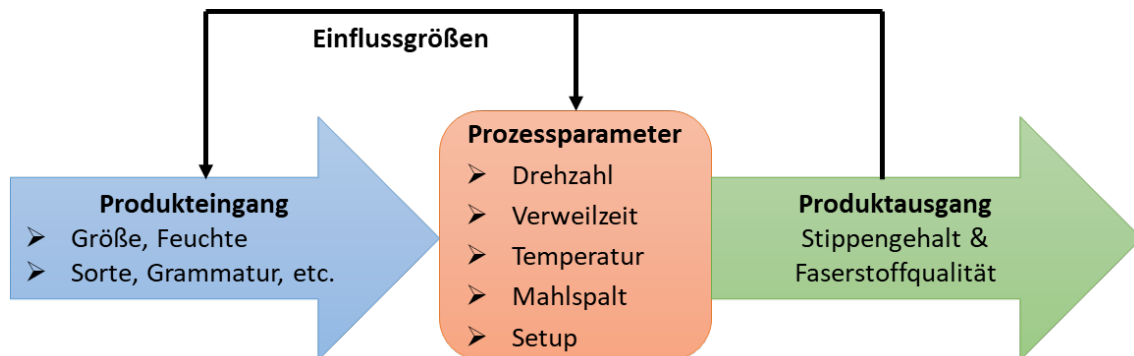 Einflussgrößen
Produkteingang
➢ Größe, Feuchte
➢ Sorte, Grammatur, etc.
Prozessparameter
➢ Drehzahl
➢ Verweilzeit
➢ Temperatur
➢ Mahlspalt
➢ Setup
Produktausgang
Stippengehalt &
Faserstoffqualität